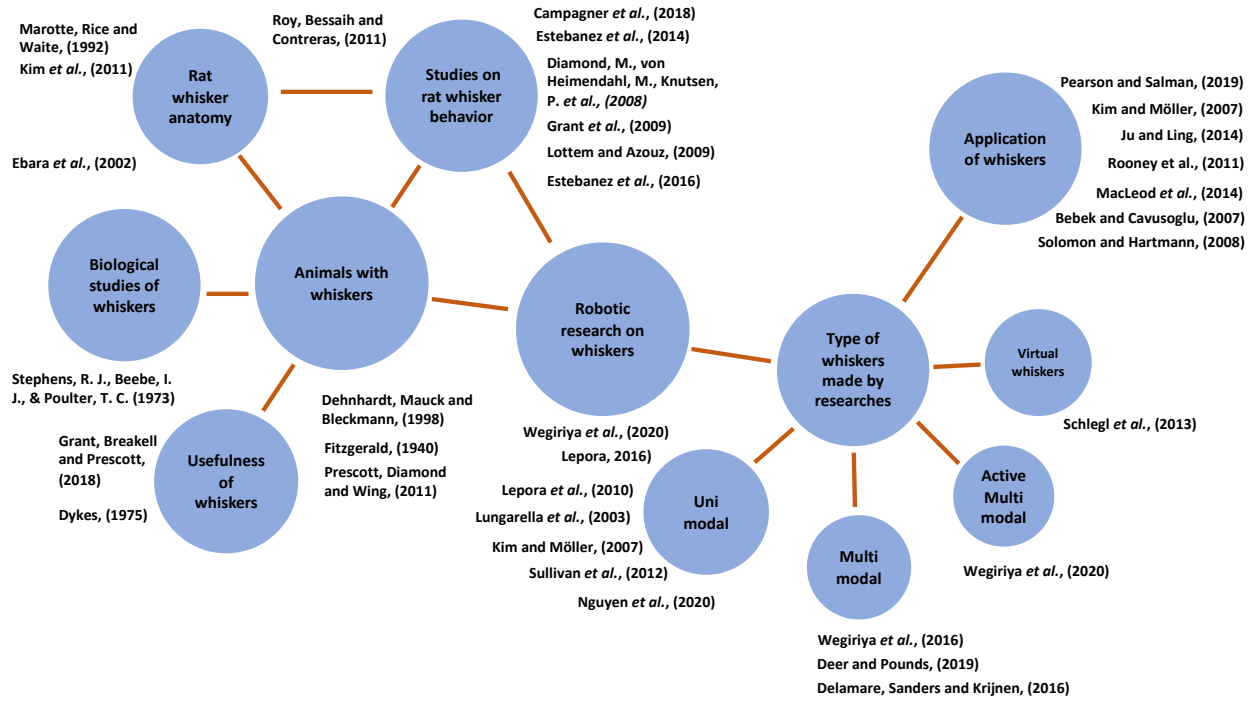 Marotte, Rice and
Waite, (1992)
Kim et al., (2011)
Rat
whisker
anatomy
Roy, Bessaih and
Contreras, (2011)
Studies on
rat whisker
behavior
Campagner et al., (2018)
Estebanez et al., (2014)
Diamond, M., von
Heimendahl, M., Knutsen,
P. et al., (2008)
Grant et al., (2009)
Lottem and Azouz, (2009)
Estebanez et al., (2016)
Ebara et al., (2002)
Biological
studies of
whiskers
Animals with
whiskers
Stephens, R. J., Beebe, I.
J., & Poulter, T. C. (1973)
Grant, Breakell
and Prescott,
(2018)
Dykes, (1975)
Usefulness
of
whiskers
Dehnhardt, Mauck and
Bleckmann, (1998)
Fitzgerald, (1940)
Prescott, Diamond
and Wing, (2011)
Robotic
research on
whiskers
Wegiriya et al., (2020)
Lepora, 2016)
Application
of whiskers
Pearson and Salman, (2019)
Kim and Möller, (2007)
Ju and Ling, (2014)
Rooney et al., (2011)
MacLeod et al., (2014)
Bebek and Cavusoglu, (2007)
Solomon and Hartmann, (2008)
Type of
whiskers
made by
researches
Virtual
whiskers
Schlegl et al., (2013)
Lepora et al., (2010)
Lungarella et al., (2003)
Kim and Möller, (2007)
Sullivan et al., (2012)
Nguyen et al., (2020)
Uni
modal
Multi
modal
Wegiriya et al., (2016)
Deer and Pounds, (2019)
Delamare, Sanders and Krijnen, (2016)
Active
Multi
modal
Wegiriya et al., (2020)